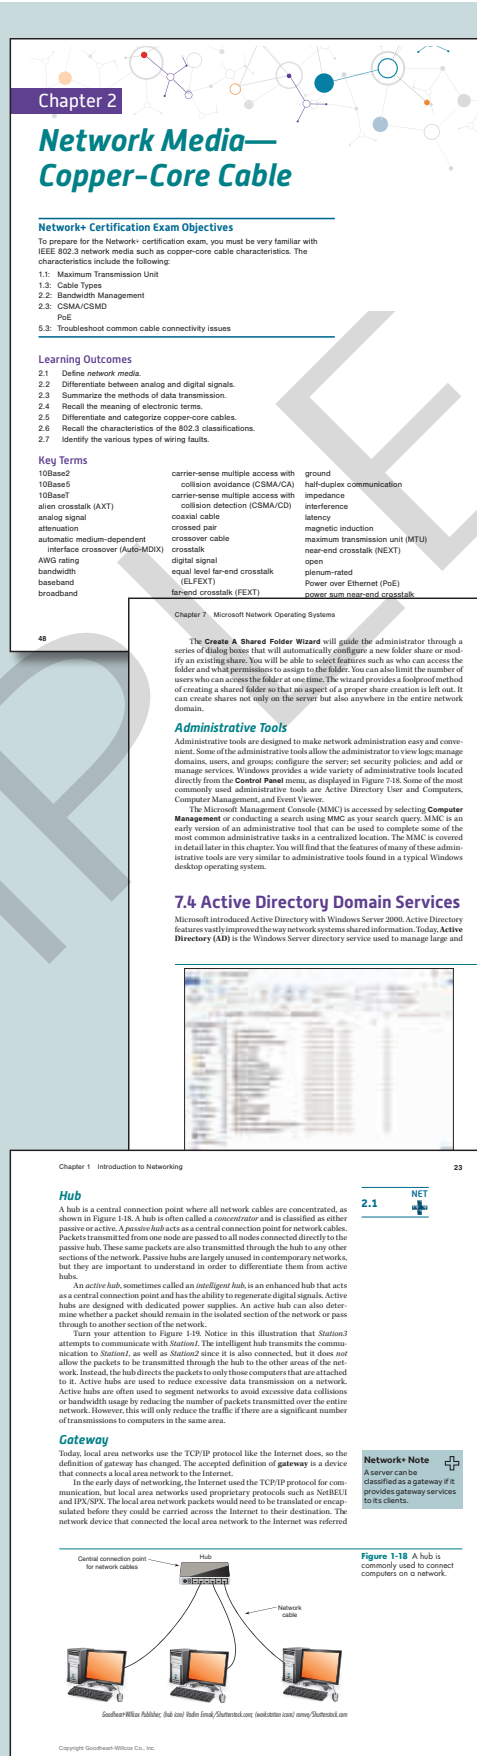 Chapter 2
Network Media—
Copper-Core Cable
Network+ Certification Exam Objectives
To prepare for the Network+ certification exam, you must be very familiar with
IEEE 802.3 network media such as copper-core cable characteristics. The
characteristics include the following:
1.1: Maximum Transmission Unit
1.3: Cable Types
2.2: Bandwidth Management
2.3: CSMA/CSMD
PoE
5.3: Troubleshoot common cable connectivity issues
Learning Outcomes
2.1 Define network media.
2.2 Differentiate between analog and digital signals.
2.3 Summarize the methods of data transmission.
2.4 Recall the meaning of electronic terms.
2.5 Differentiate and categorize copper-core cables.
2.6 Recall the characteristics of the 802.3 classifications.
2.7 Identify the various types of wiring faults.
Key Terms
10Base2
10Base5
10BaseT
alien crosstalk (AXT)
analog signal
attenuation
automatic medium-dependent
interface crossover (Auto-MDIX)
AWG rating
bandwidth
baseband
broadband
carrier-sense multiple access with
collision avoidance (CSMA/CA)
carrier-sense multiple access with
collision detection (CSMA/CD)
coaxial cable
crossed pair
crossover cable
crosstalk
digital signal
equal level far-end crosstalk
(ELFEXT)
far-end crosstalk (FEXT)
ground
half-duplex communication
impedance
interference
latency
magnetic induction
maximum transmission unit (MTU)
near-end crosstalk (NEXT)
open
plenum-rated
Power over Ethernet (PoE)
power sum near-end crosstalk
48
Chapter 7 Microsoft Network Operating Systems
The Create A Shared Folder Wizard will guide the administrator through a
series of dialog boxes that will automatically configure a new folder share or mod-
ify an existing share. You will be able to select features such as who can access the
folder and what permissions to assign to the folder. You can also limit the number of
users who can access the folder at one time. The wizard provides a foolproof method
of creating a shared folder so that no aspect of a proper share creation is left out. It
can create shares not only on the server but also anywhere in the entire network
domain.
Administrative Tools
Administrative tools are designed to make network administration easy and conve-
nient. Some of the administrative tools allow the administrator to view logs; manage
domains, users, and groups; configure the server; set security policies; and add or
manage services. Windows provides a wide variety of administrative tools located
directly from the Control Panel menu, as displayed in Figure 7-18. Some of the most
commonly used administrative tools are Active Directory User and Computers,
Computer Management, and Event Viewer.
The Microsoft Management Console (MMC) is accessed by selecting Computer
Management or conducting a search using MMC as your search query. MMC is an
early version of an administrative tool that can be used to complete some of the
most common administrative tasks in a centralized location. The MMC is covered
in detail later in this chapter. You will find that the features of many of these admin-
istrative tools are very similar to administrative tools found in a typical Windows
desktop operating system.
7.4 Active Directory Domain Services
Microsoft introduced Active Directory with Windows Server 2000. Active Directory
features vastly improved the way network systems shared information. Today, Active
Directory (AD) is the Windows Server directory service used to manage large and
Chapter 1 Introduction to Networking
23
Hub
A hub is a central connection point where all network cables are concentrated, as
shown in Figure 1-18. A hub is often called a concentrator and is classified as either
passive or active. A passive hub acts as a central connection point for network cables.
Packets transmitted from one node are passed to all nodes connected directly to the
passive hub. These same packets are also transmitted through the hub to any other
sections of the network. Passive hubs are largely unused in contemporary networks,
but they are important to understand in order to differentiate them from active
hubs.
An active hub, sometimes called an intelligent hub, is an enhanced hub that acts
as a central connection point and has the ability to regenerate digital signals. Active
hubs are designed with dedicated power supplies. An active hub can also deter-
mine whether a packet should remain in the isolated section of the network or pass
through to another section of the network.
Turn your attention to Figure 1-19. Notice in this illustration that Station3
attempts to communicate with Station1. The intelligent hub transmits the commu-
nication to Station1, as well as Station2 since it is also connected, but it does not
allow the packets to be transmitted through the hub to the other areas of the net-
work. Instead, the hub directs the packets to only those computers that are attached
to it. Active hubs are used to reduce excessive data transmission on a network.
Active hubs are often used to segment networks to avoid excessive data collisions
or bandwidth usage by reducing the number of packets transmitted over the entire
network. However, this will only reduce the traffic if there are a significant number
of transmissions to computers in the same area.
NET
2.1
Gateway
Today, local area networks use the TCP/IP protocol like the Internet does, so the
definition of gateway has changed. The accepted definition of gateway is a device
that connects a local area network to the Internet.
In the early days of networking, the Internet used the TCP/IP protocol for com-
munication, but local area networks used proprietary protocols such as NetBEUI
and IPX/SPX. The local area network packets would need to be translated or encap-
sulated before they could be carried across the Internet to their destination. The
network device that connected the local area network to the Internet was referred
Network+ Note
A server can be
classified as a gateway if it
provides gateway services
to its clients.
Central connection point
for network cables
Hub
Network
cable
Figure 1-18 A hub is
commonly used to connect
computers on a network.
Goodheart-Willcox Publisher; (hub icon) Vadim Ermak/Shutterstock.com; (workstation icons) romvo/Shutterstock.com
Copyright Goodheart-Willcox Co., Inc.